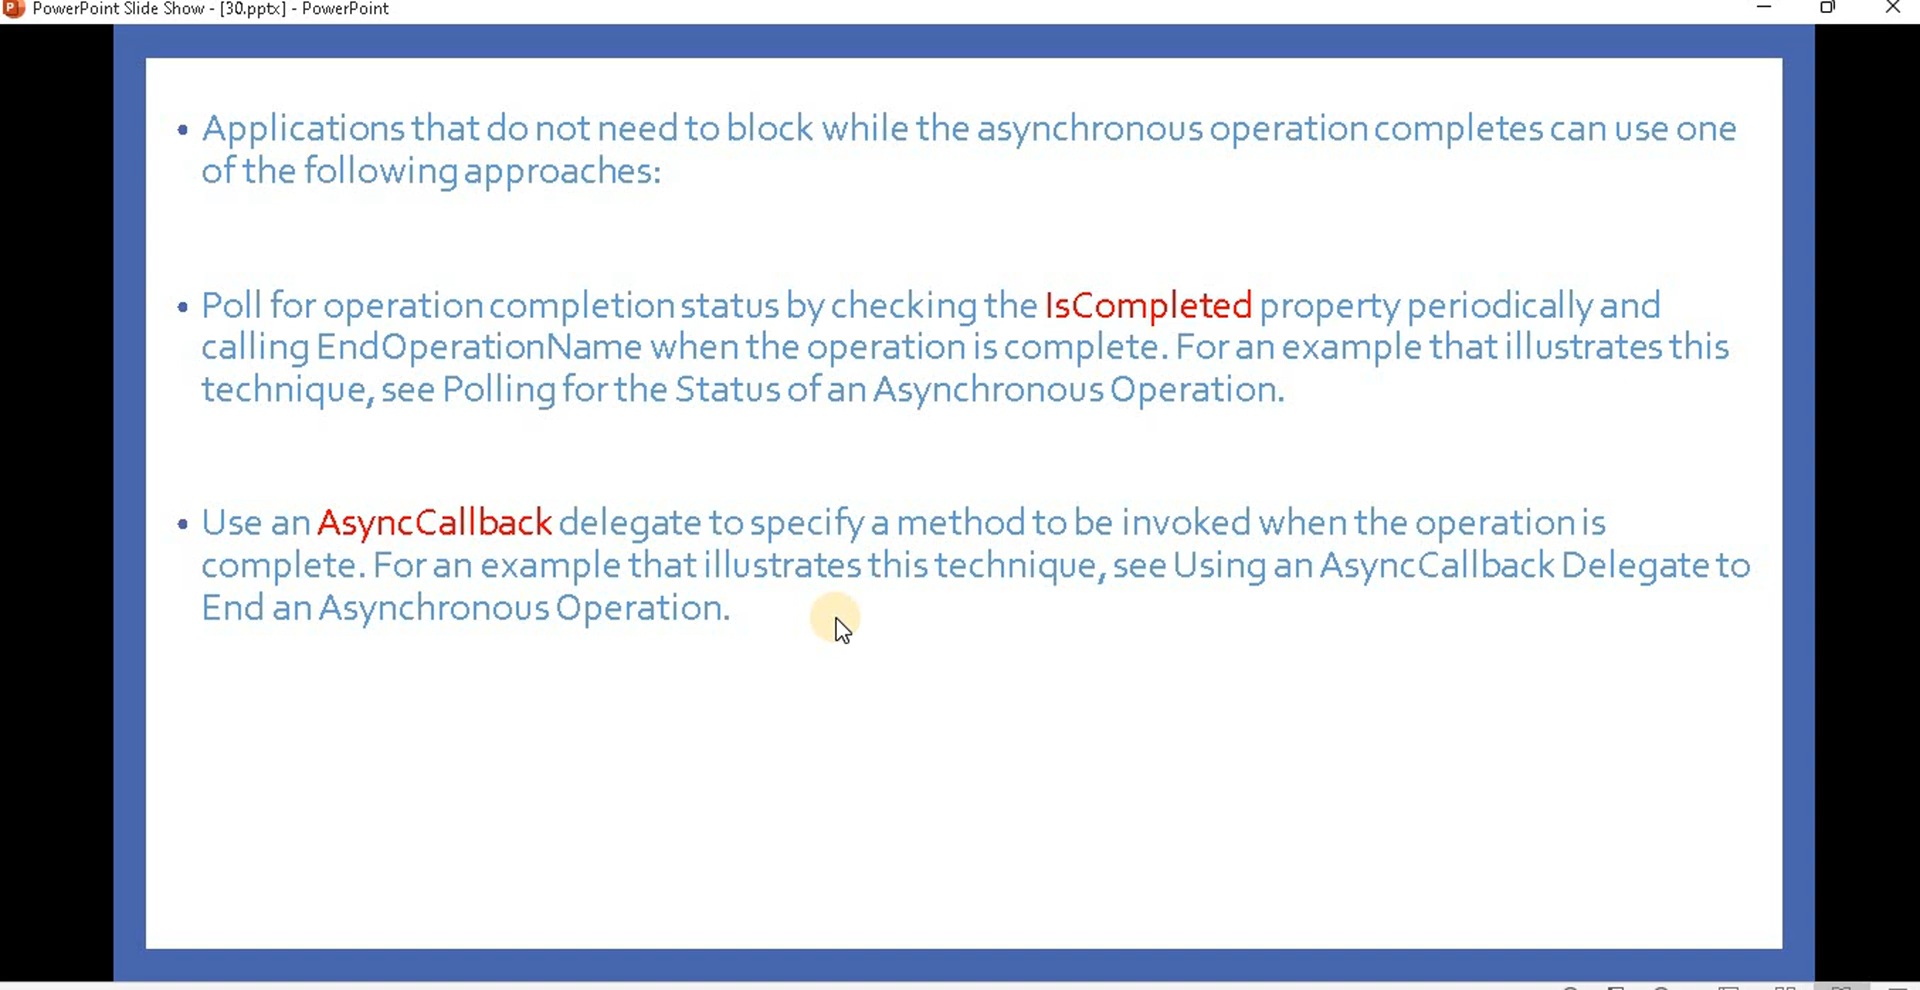 PowerPoint Slide Show - [30.pptx] - PowerPoint
• Applications that do not need to block while the asynchronous operation completes can use one
of the following approaches:
• Poll for operation completion status by checking the IsCompleted property periodically and
calling EndOperationName when the operation is complete. For an example that illustrates this
technique, see Polling for the Status of an Asynchronous Operation.
• Use an AsyncCallback delegate to specify a method to be invoked when the operation is
complete. For an example that illustrates this technique, see Using an AsyncCallback Delegate to
End an Asynchronous Operation.